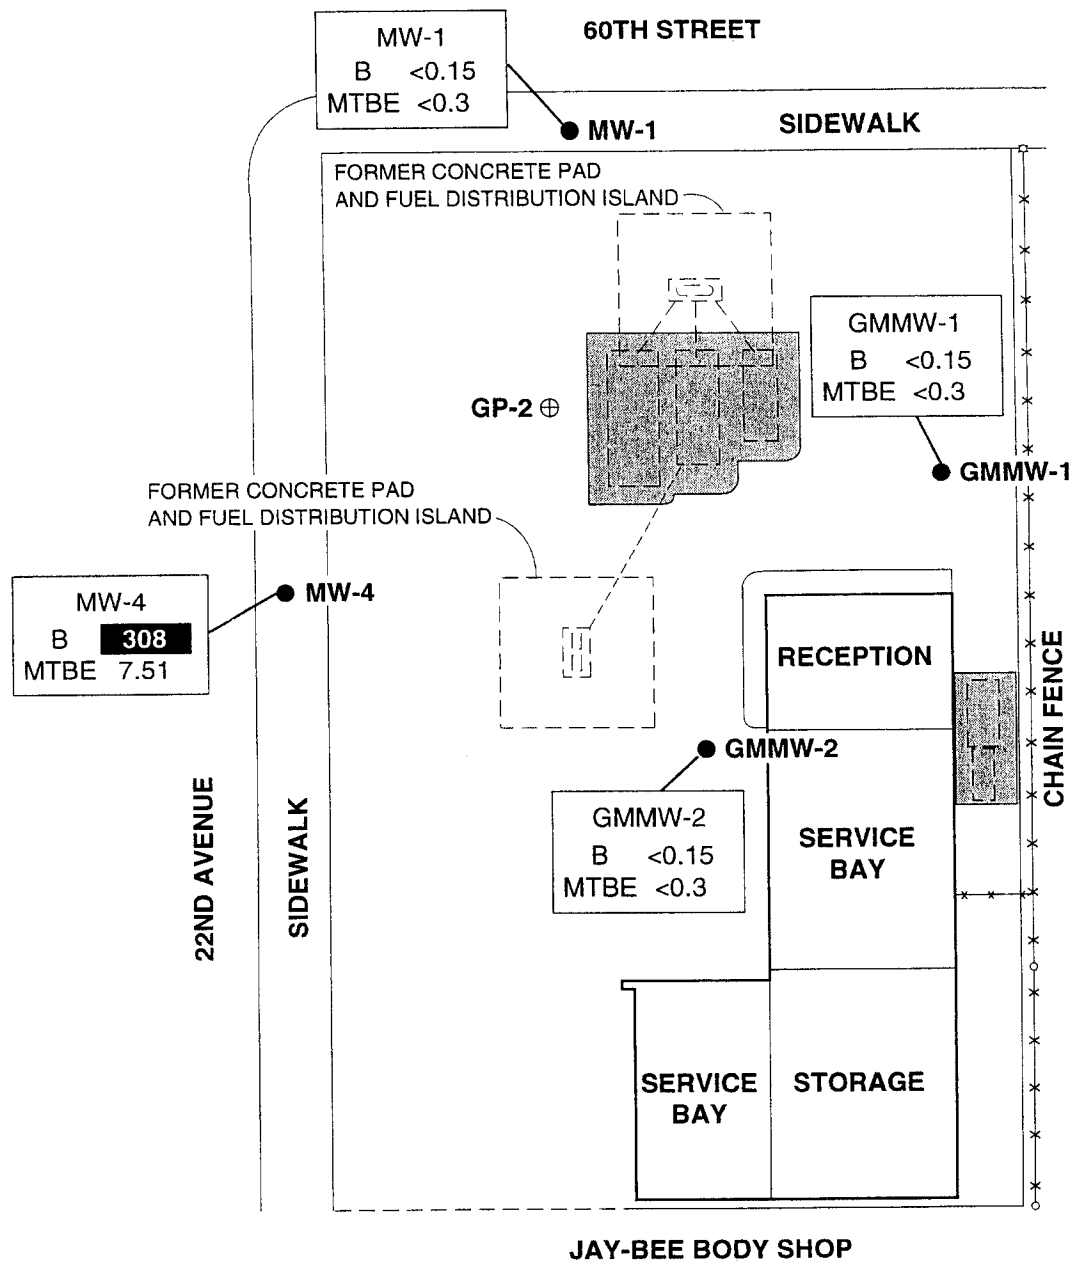 60TH STREET
MW-1
B <0.15
MTBE <0.3
MW-1
SIDEWALK
FORMER CONCRETE PAD
AND FUEL DISTRIBUTION ISLAND
GMMW-1
B <0.15
MTBE <0.3
GP-2
GMMW-1
FORMER CONCRETE PAD
AND FUEL DISTRIBUTION ISLAND
MW-4
B 308
MTBE 7.51
MW-4
RECEPTION
CHAIN FENCE
GMMW-2
GMMW-2
B <0.15
MTBE <0.3
22ND AVENUE
SIDEWALK
SERVICE
BAY
SERVICE
BAY
STORAGE
JAY-BEE BODY SHOP